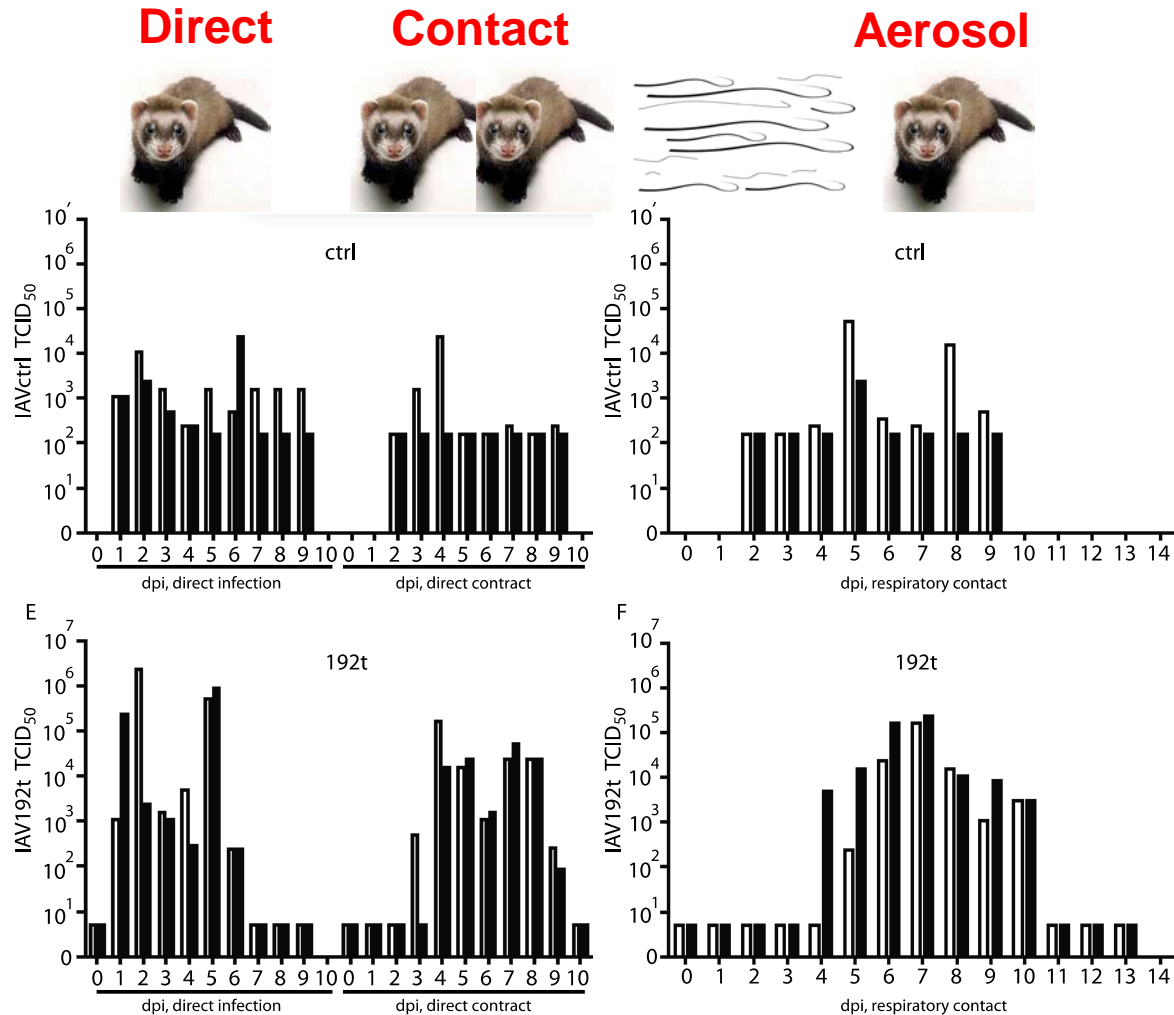 Direct Contact Aerosol
10′ 10′
ctrl ctrl
10⁶ 10⁶
10⁵ 10⁵
10⁴ 10⁴
10³ 10³
10² 10²
10¹ 10¹
0 0
IAVctrl TCID₅₀ IAVctrl TCID₅₀
0 1 2 3 4 5 6 7 8 9 10 0 1 2 3 4 5 6 7 8 9 10 0 1 2 3 4 5 6 7 8 9 10 11 12 13 14
dpi, direct infection dpi, direct contract dpi, respiratory contact
E F
10⁷ 10⁷
192t 192t
10⁶ 10⁶
10⁵ 10⁵
10⁴ 10⁴
10³ 10³
10² 10²
10¹ 10¹
0 0
IAV192t TCID₅₀ IAV192t TCID₅₀
0 1 2 3 4 5 6 7 8 9 10 0 1 2 3 4 5 6 7 8 9 10 0 1 2 3 4 5 6 7 8 9 10 11 12 13 14
dpi, direct infection dpi, direct contract dpi, respiratory contact